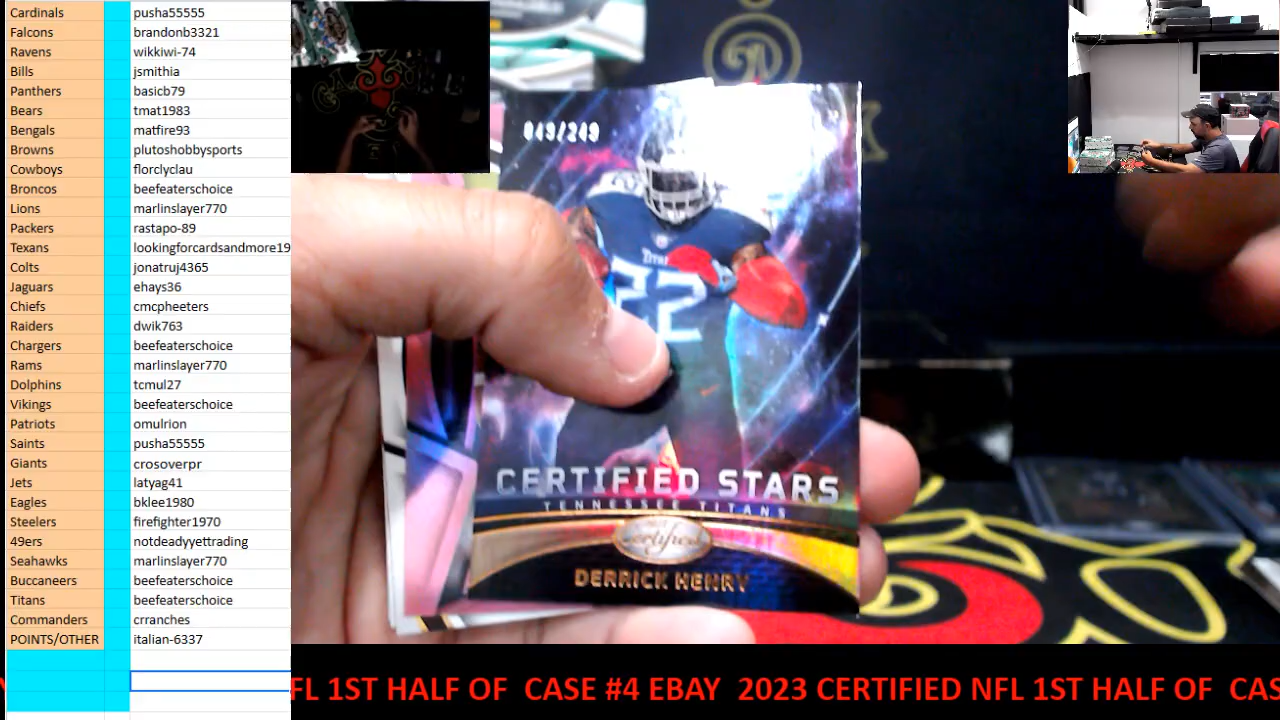 Cardinals pusha55555
Falcons brandonb3321
Ravens wikkiwi-74
Bills jsmithia
Panthers basicb79
Bears tmat1983
Bengals matfire93
Browns plutoshobbysports
Cowboys florclyclau
Broncos beefeaterschoice
Lions marlinslayer770
Packers rastapo-89
Texans lookingforcardsandmore19
Colts jonatruj4365
Jaguars ehays36
Chiefs cmcpheeters
Raiders dwik763
Chargers beefeaterschoice
Rams marlinslayer770
Dolphins tcmul27
Vikings beefeaterschoice
Patriots omulrion
Saints pusha55555
Giants crosoverpr
Jets latyag41
Eagles bklee1980
Steelers firefighter1970
49ers notdeadyyettrading
Seahawks marlinslayer770
Buccaneers beefeaterschoice
Titans beefeaterschoice
Commanders crranches
POINTS/OTHER italian-6337
049/249
22
CERTIFIED STARS
TENNESSEE TITANS
Certified
DERRICK HENRY
FL 1ST HALF OF CASE #4 EBAY 2023 CERTIFIED NFL 1ST HALF OF CAS